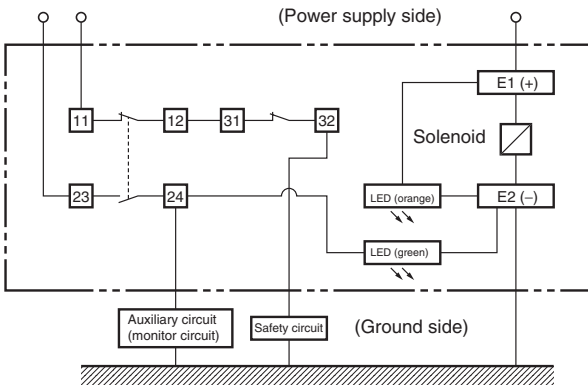 (Power supply side)
E1 (+)
11
12
31
32
Solenoid
23
24
LED (orange)
E2 (−)
LED (green)
Auxiliary circuit
(monitor circuit)
Safety circuit
(Ground side)